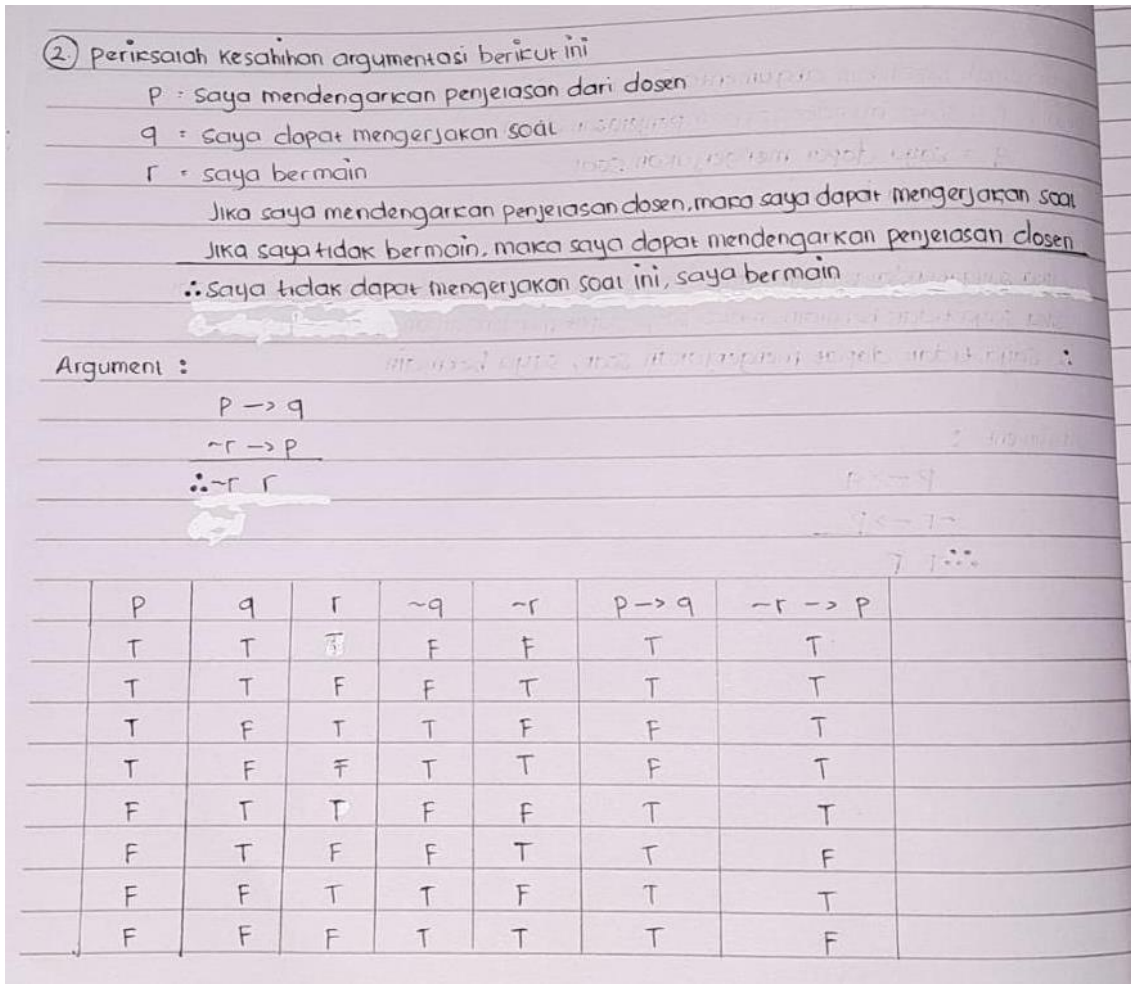 2. Periksalah kesahihan argumentasi berikut ini
P = Saya mendengarkan penjelasan dari dosen
q = saya dapat mengerjakan soal
r = saya bermain
Jika saya mendengarkan penjelasan dosen, maka saya dapat mengerjakan soal
Jika saya tidak bermain, maka saya dapat mendengarkan penjelasan dosen
∴ Saya tidak dapat mengerjakan soal ini, saya bermain
Argument :
P → q
~r → P
∴ ~r r
P q r ~q ~r P → q ~r → P
T T T F F T T
T T F F T T T
T F T T F F T
T F F T T F T
F T T F F T T
F T F F T T F
F F T T F T T
F F F T T T F